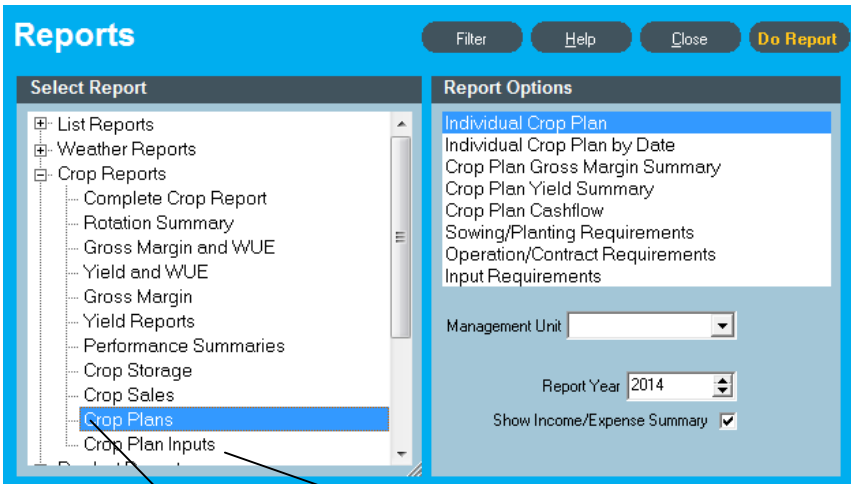 Reports
Filter
Help
Close
Do Report
Select Report
List Reports
Weather Reports
Crop Reports
Complete Crop Report
Rotation Summary
Gross Margin and WUE
Yield and WUE
Gross Margin
Yield Reports
Performance Summaries
Crop Storage
Crop Sales
Crop Plans
Crop Plan Inputs
Report Options
Individual Crop Plan
Individual Crop Plan by Date
Crop Plan Gross Margin Summary
Crop Plan Yield Summary
Crop Plan Cashflow
Sowing/Planting Requirements
Operation/Contract Requirements
Input Requirements
Management Unit
Report Year 2014
Show Income/Expense Summary